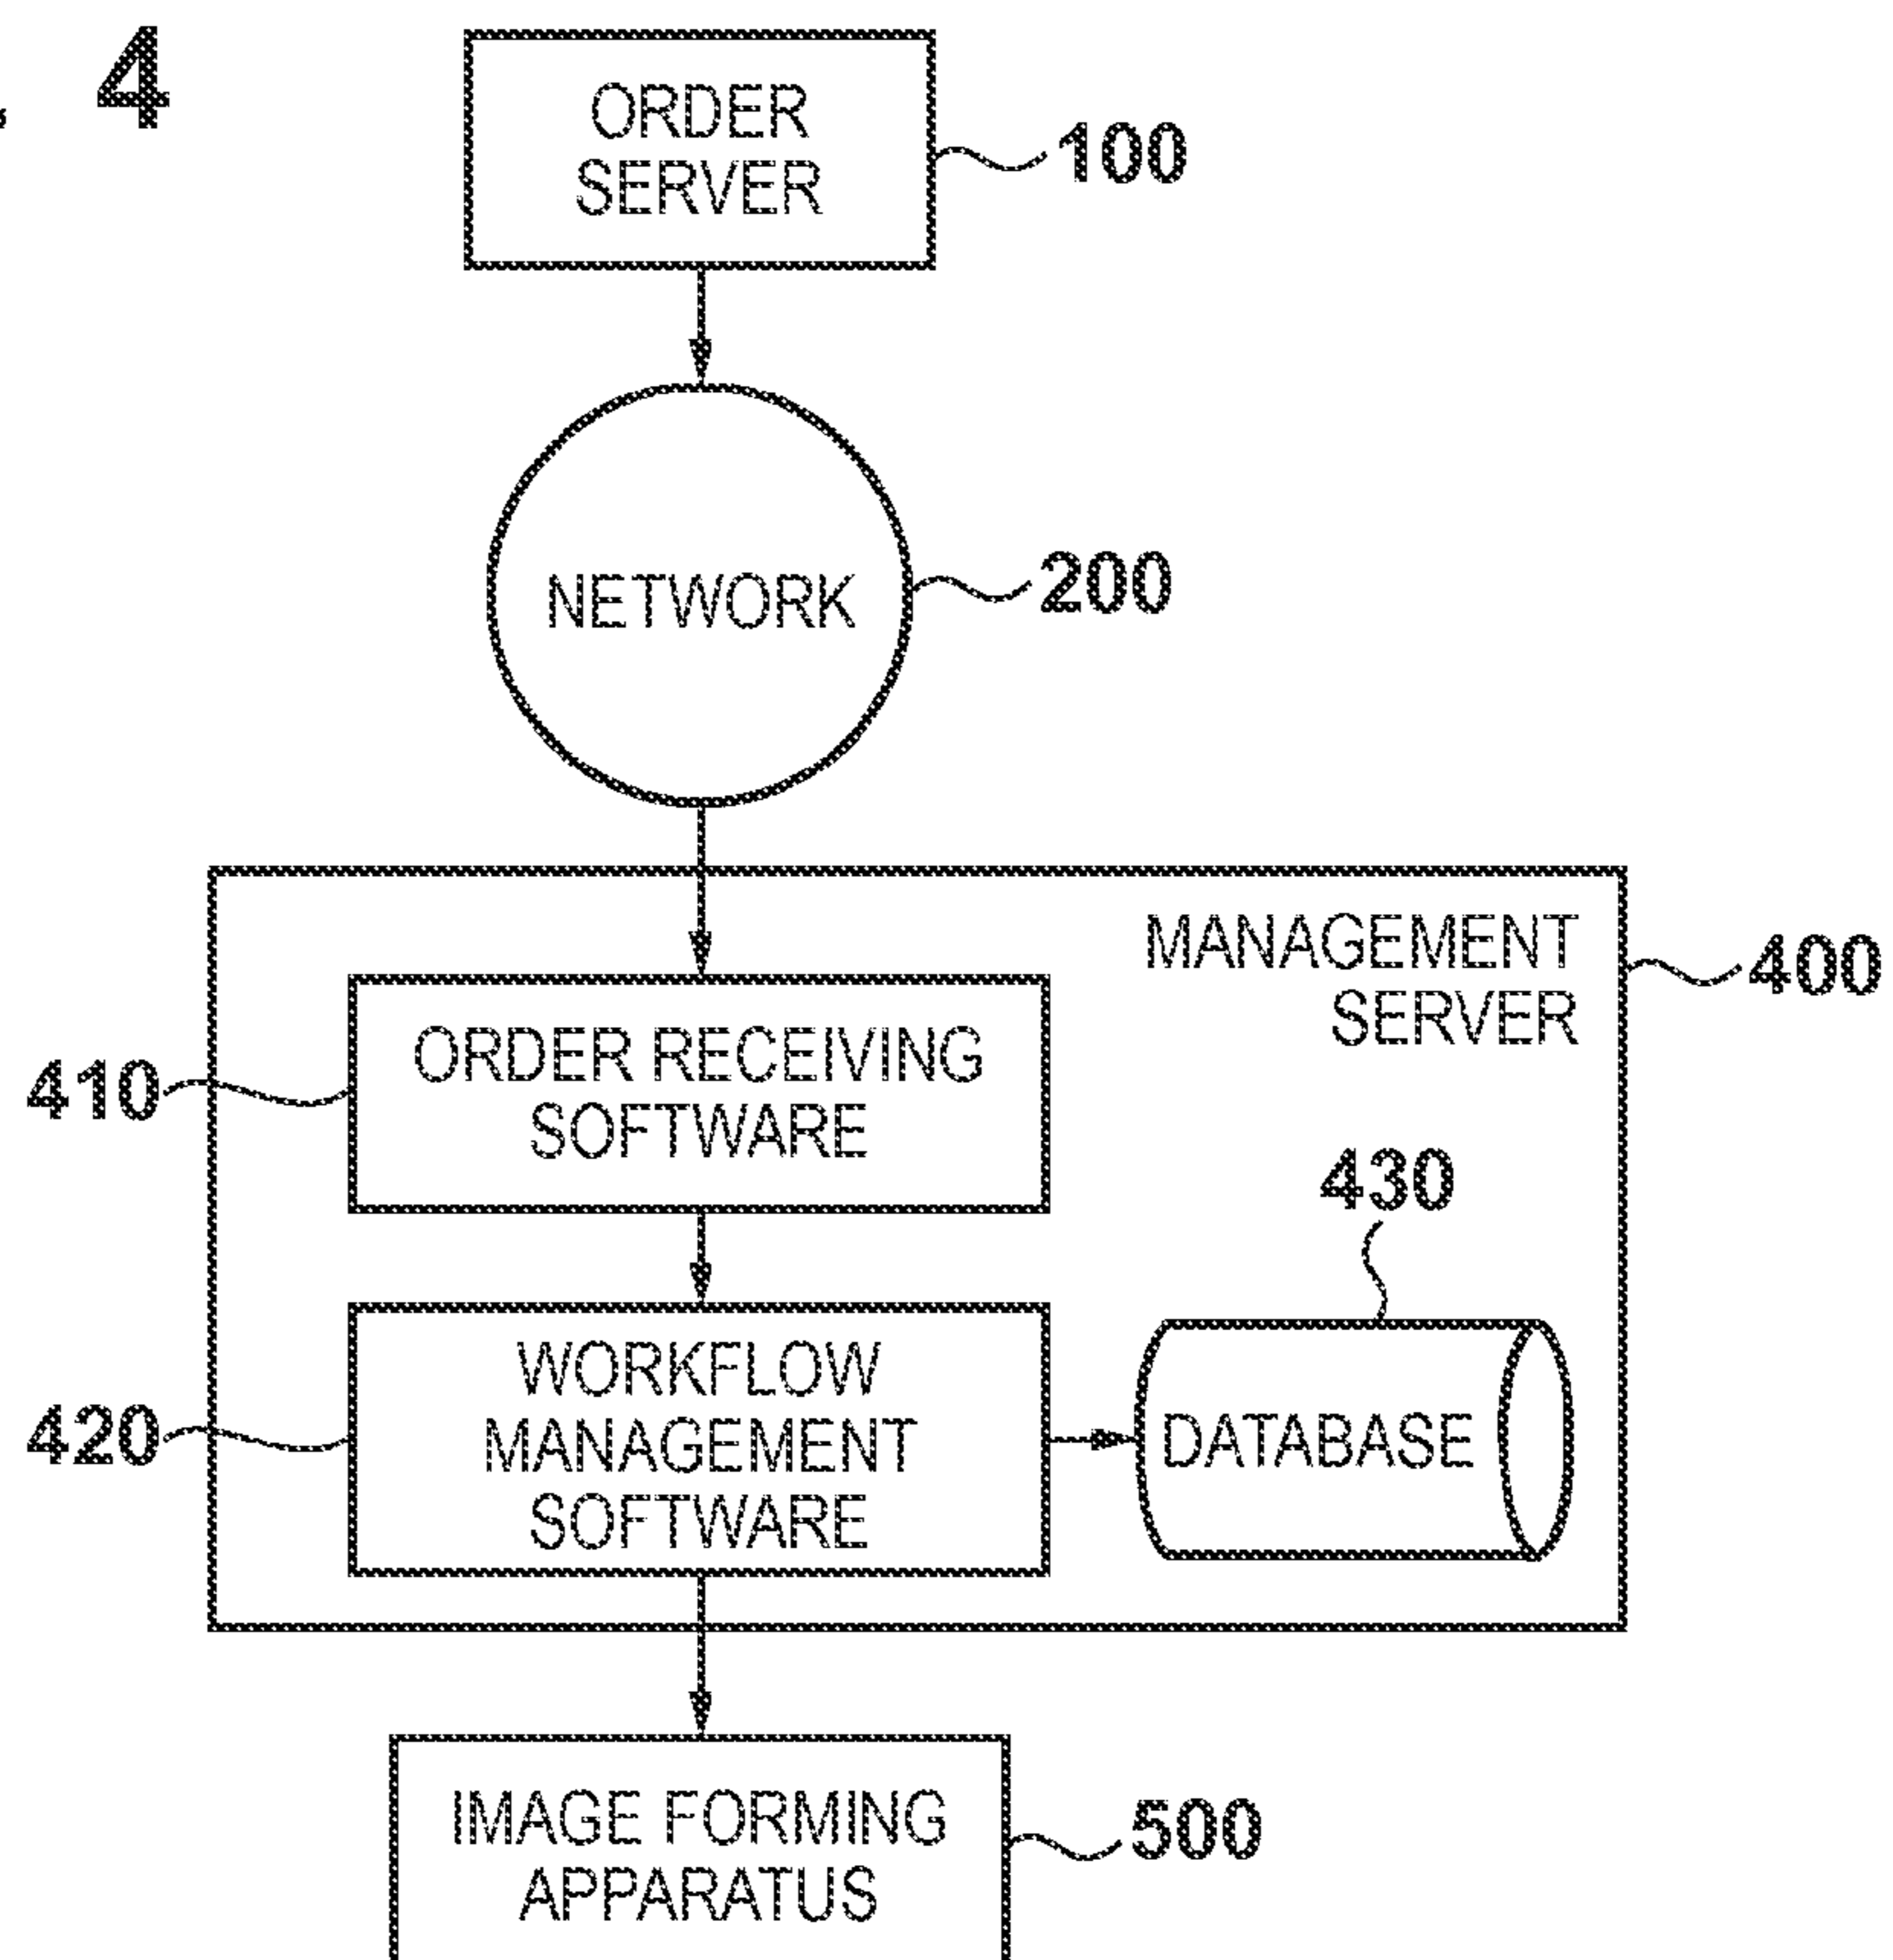 4
ORDER
SERVER
100
NETWORK
200
MANAGEMENT
SERVER
400
ORDER RECEIVING
SOFTWARE
410
430
WORKFLOW
MANAGEMENT
SOFTWARE
420
DATABASE
IMAGE FORMING
APPARATUS
500